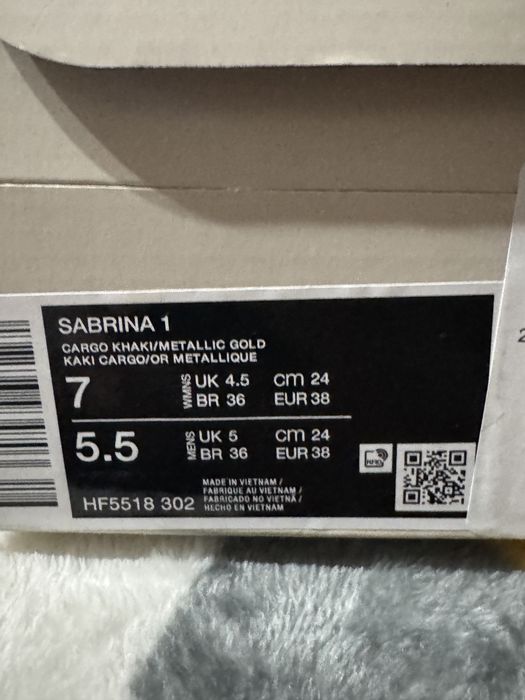 SABRINA 1
CARGO KHAKI/METALLIC GOLD
KAKI CARGO/OR METALLIQUE
7 WMNS UK 4.5 CM 24
BR 36 EUR 38
5.5 MENS UK 5 CM 24
BR 36 EUR 38
MADE IN VIETNAM /
FABRIQUE AU VIETNAM /
FABRICADO NO VIETNÃ /
HECHO EN VIETNAM
HF5518 302
RFID
2